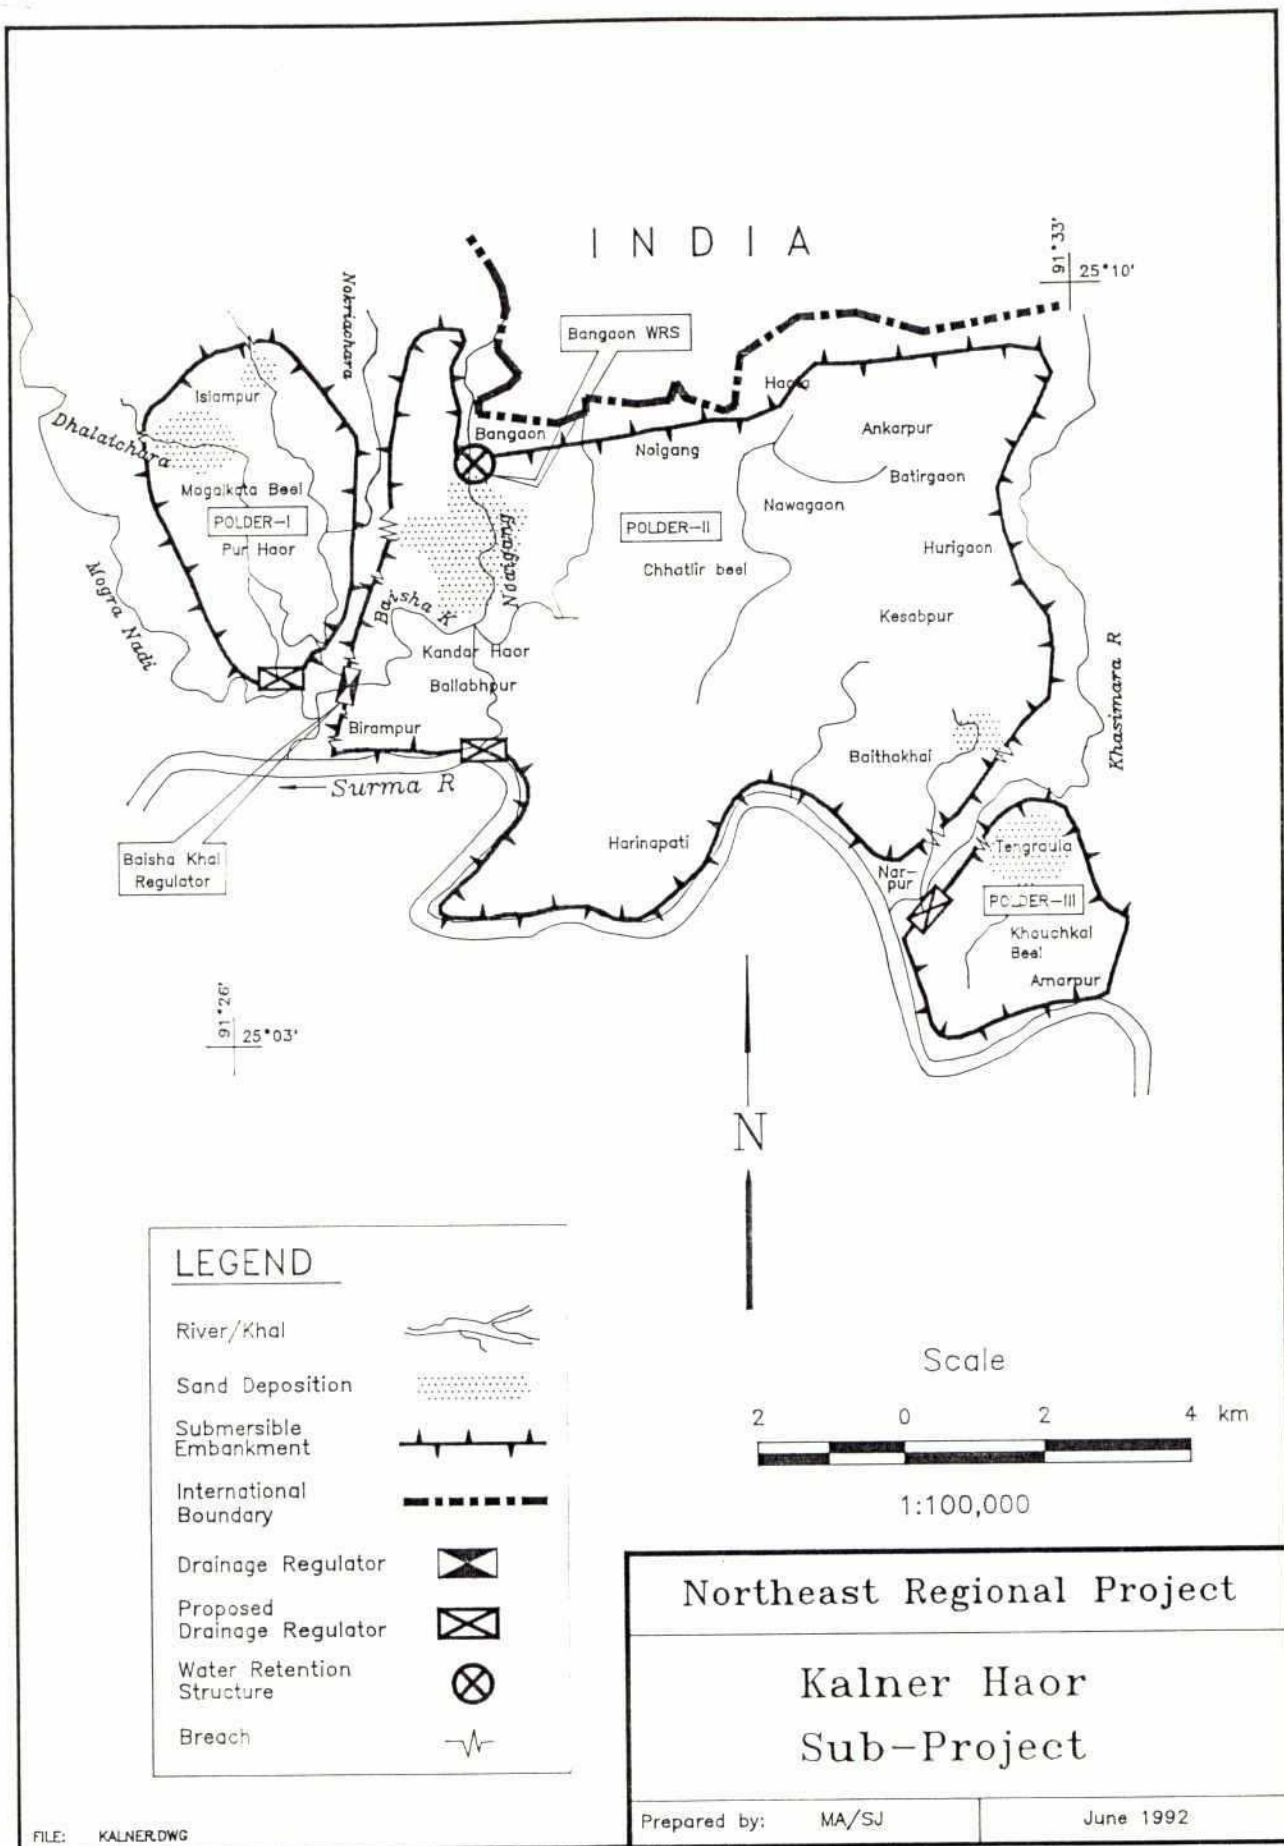 INDIA
91°33'
25°10'
Nokriachara
Bangaon WRS
Islampur
Dhalatchara
Bangaon
Noigang
Ankarpur
Batirgaon
Mogalkata Beel
POLDER-I
Pur Haor
Nawagaon
POLDER-II
Hurigaon
Chhatlir beel
Noaigang
Baisha K
Kesabpur
Mogra Nadi
Kandar Haor
Ballabhpur
Khasimara R
Birampur
Baithakhai
Surma R
Harinapati
Tengraula
Baisha Khal
Regulator
Nar-
pur
POLDER-III
Khauchkal
Beel
Amarpur
91°26'
25°03'
N
LEGEND
River/Khal
Sand Deposition
Submersible
Embankment
International
Boundary
Drainage Regulator
Proposed
Drainage Regulator
Water Retention
Structure
Breach
Scale
2 0 2 4 km
1:100,000
Northeast Regional Project
Kalner Haor
Sub-Project
Prepared by: MA/SJ
June 1992
FILE: KALNER.DWG